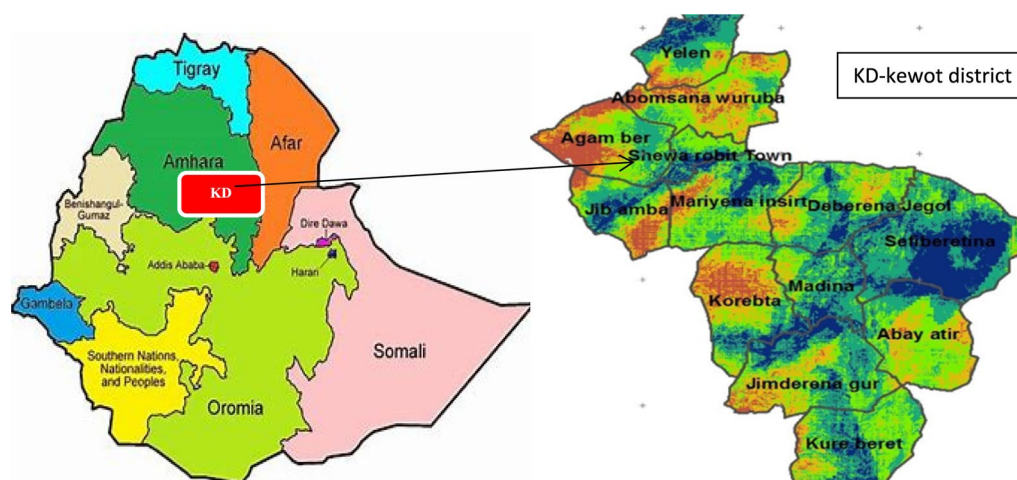 Tigray
Afar
Amhara
KD
Benishangul-
Gumaz
Dire Dawa
Addis Ababa
Harari
Gambela
Southern Nations,
Nationalities,
and Peoples
Somali
Oromia
Yelen
KD-kewot district
Abomsana wuruba
Agam ber
Shewa robit Town
Jib amba
Mariyena insirt
Deberena Jegol
Sefiberetina
Madina
Korebta
Abay atir
Jimderena gur
Kure beret